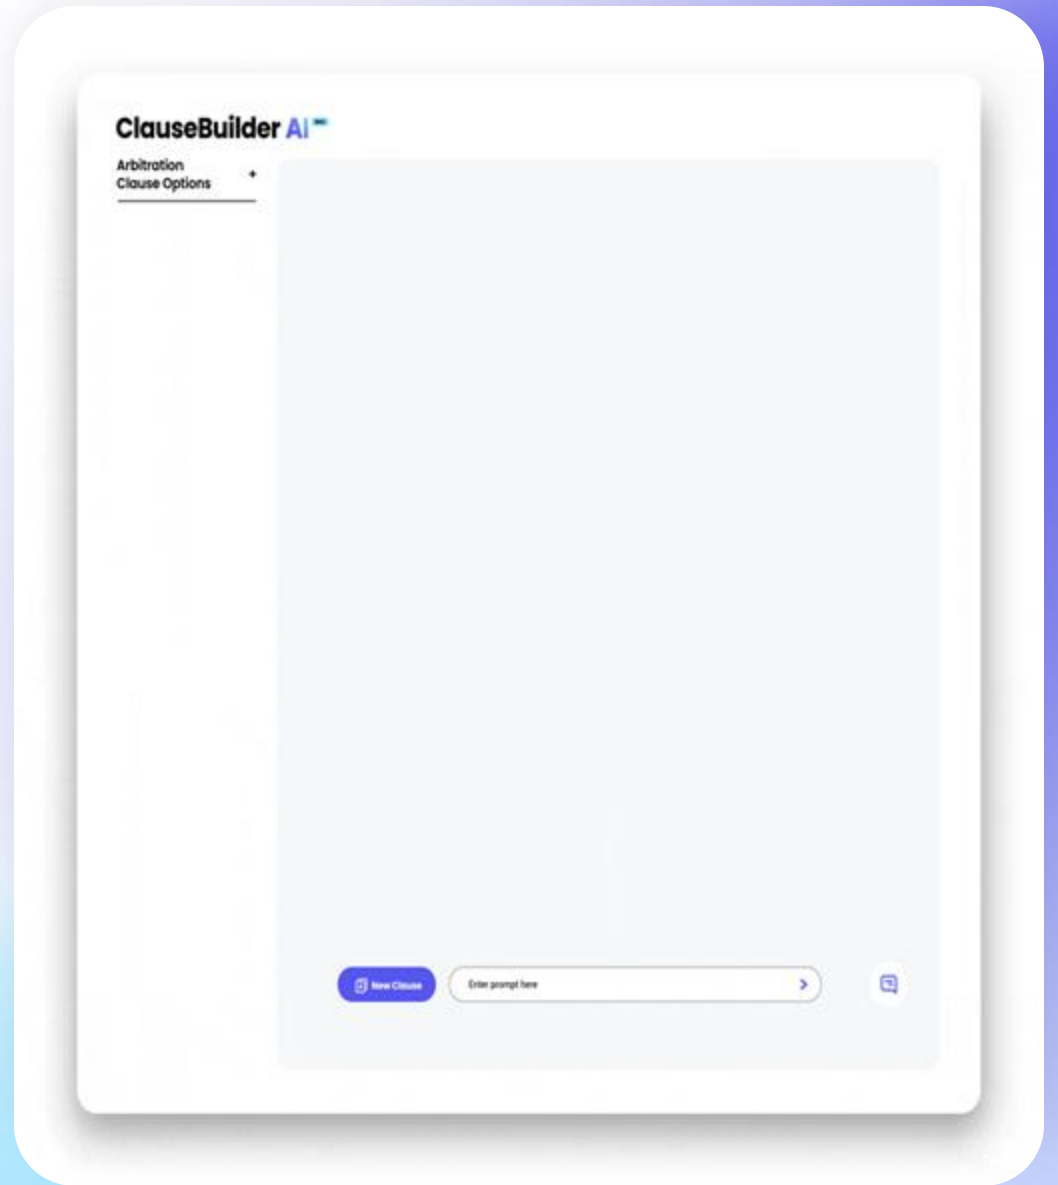 ClauseBuilder AI
Arbitration
Clause Options
+
New Clause
Enter prompt here